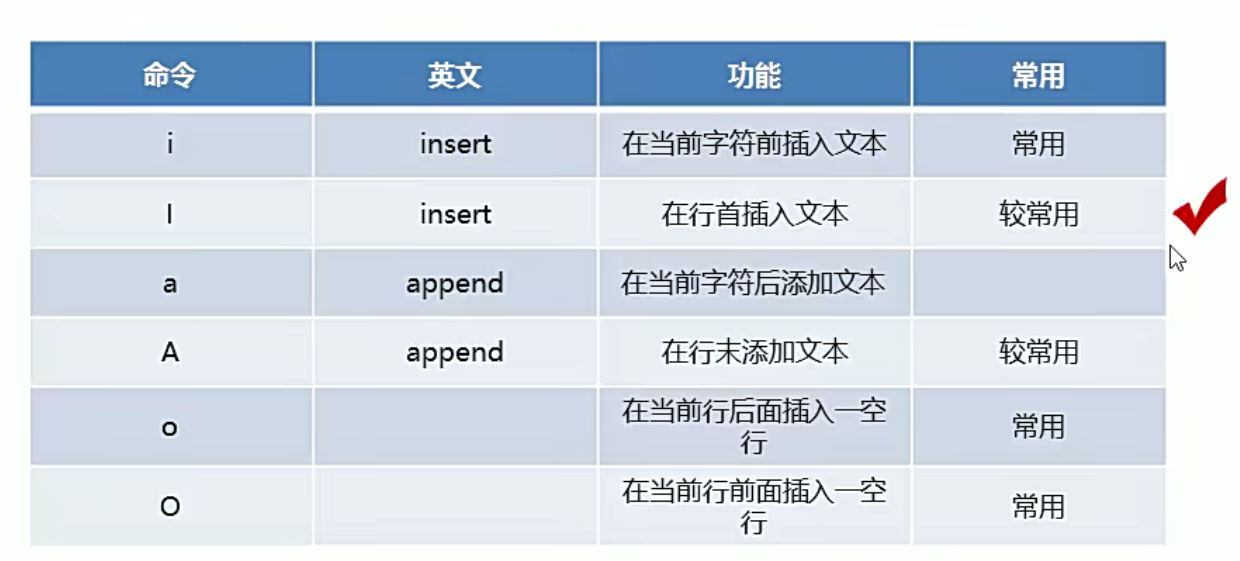 命令 英文 功能 常用
i insert 在当前字符前插入文本 常用
I insert 在行首插入文本 较常用
a append 在当前字符后添加文本
A append 在行末添加文本 较常用
o 在当前行后面插入一空
行 常用
O 在当前行前面插入一空
行 常用